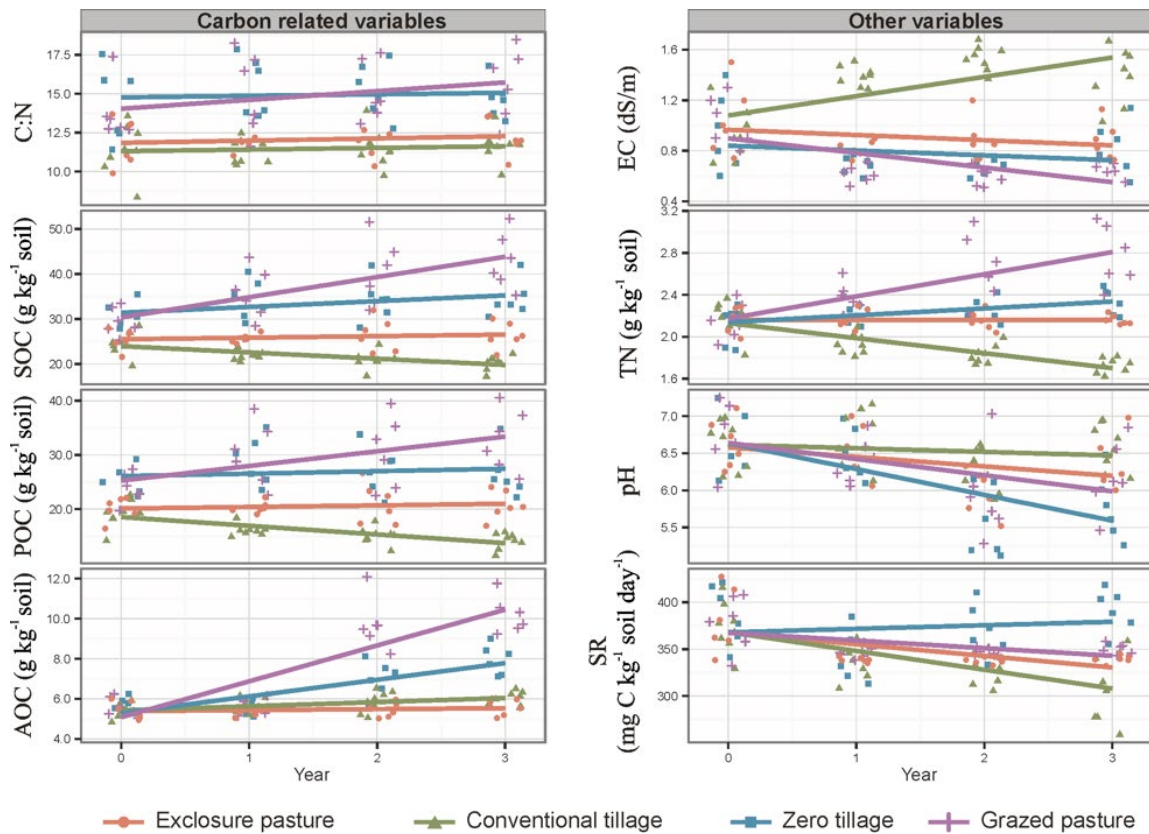 Carbon related variables
C:N
17.5
15.0
12.5
10.0
SOC (g kg⁻¹ soil)
50.0
40.0
30.0
20.0
POC (g kg⁻¹ soil)
40.0
30.0
20.0
AOC (g kg⁻¹ soil)
12.0
10.0
8.0
6.0
4.0
0 1 2 3
Year
Other variables
EC (dS/m)
1.6
1.2
0.8
0.4
TN (g kg⁻¹ soil)
3.2
2.8
2.4
2.0
1.6
pH
7.0
6.5
6.0
5.5
SR
(mg C kg⁻¹ soil day⁻¹)
400
350
300
0 1 2 3
Year
Exclosure pasture Conventional tillage Zero tillage Grazed pasture